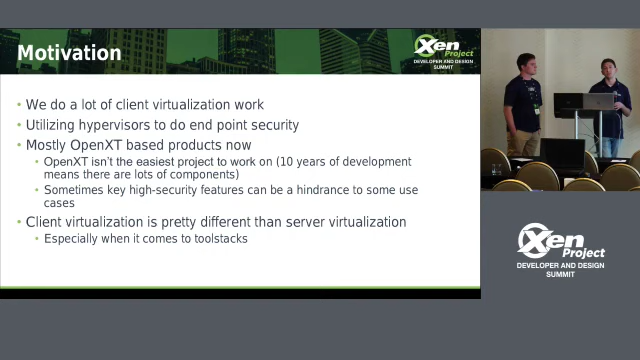 Motivation
Xen
Project
DEVELOPER AND DESIGN
SUMMIT
• We do a lot of client virtualization work
• Utilizing hypervisors to do end point security
• Mostly OpenXT based products now
• OpenXT isn't the easiest project to work on (10 years of development
means there are lots of components)
• Sometimes key high-security features can be a hindrance to some use
cases
• Client virtualization is pretty different than server virtualization
• Especially when it comes to toolstacks
Xen
Project
DEVELOPER AND DESIGN
SUMMIT